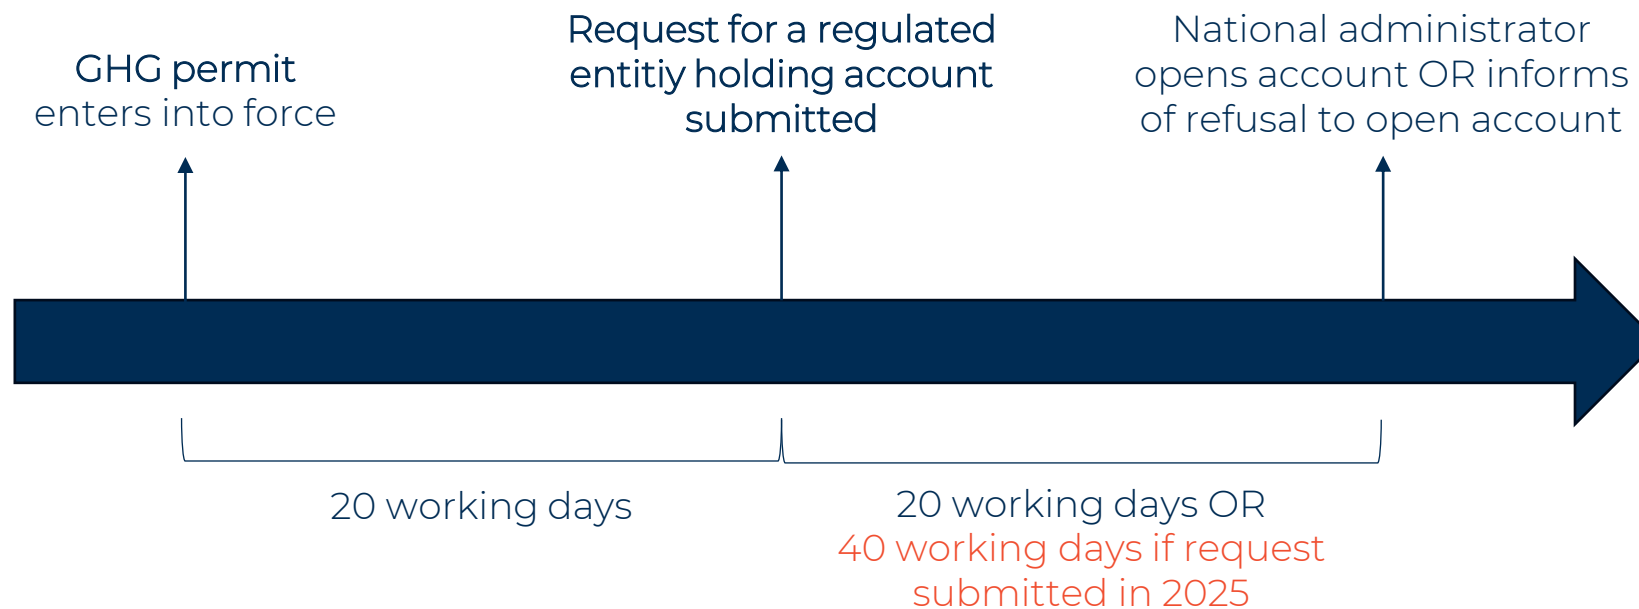 GHG permit
enters into force
Request for a regulated
entitiy holding account
submitted
National administrator
opens account OR informs
of refusal to open account
20 working days
20 working days OR
40 working days if request
submitted in 2025